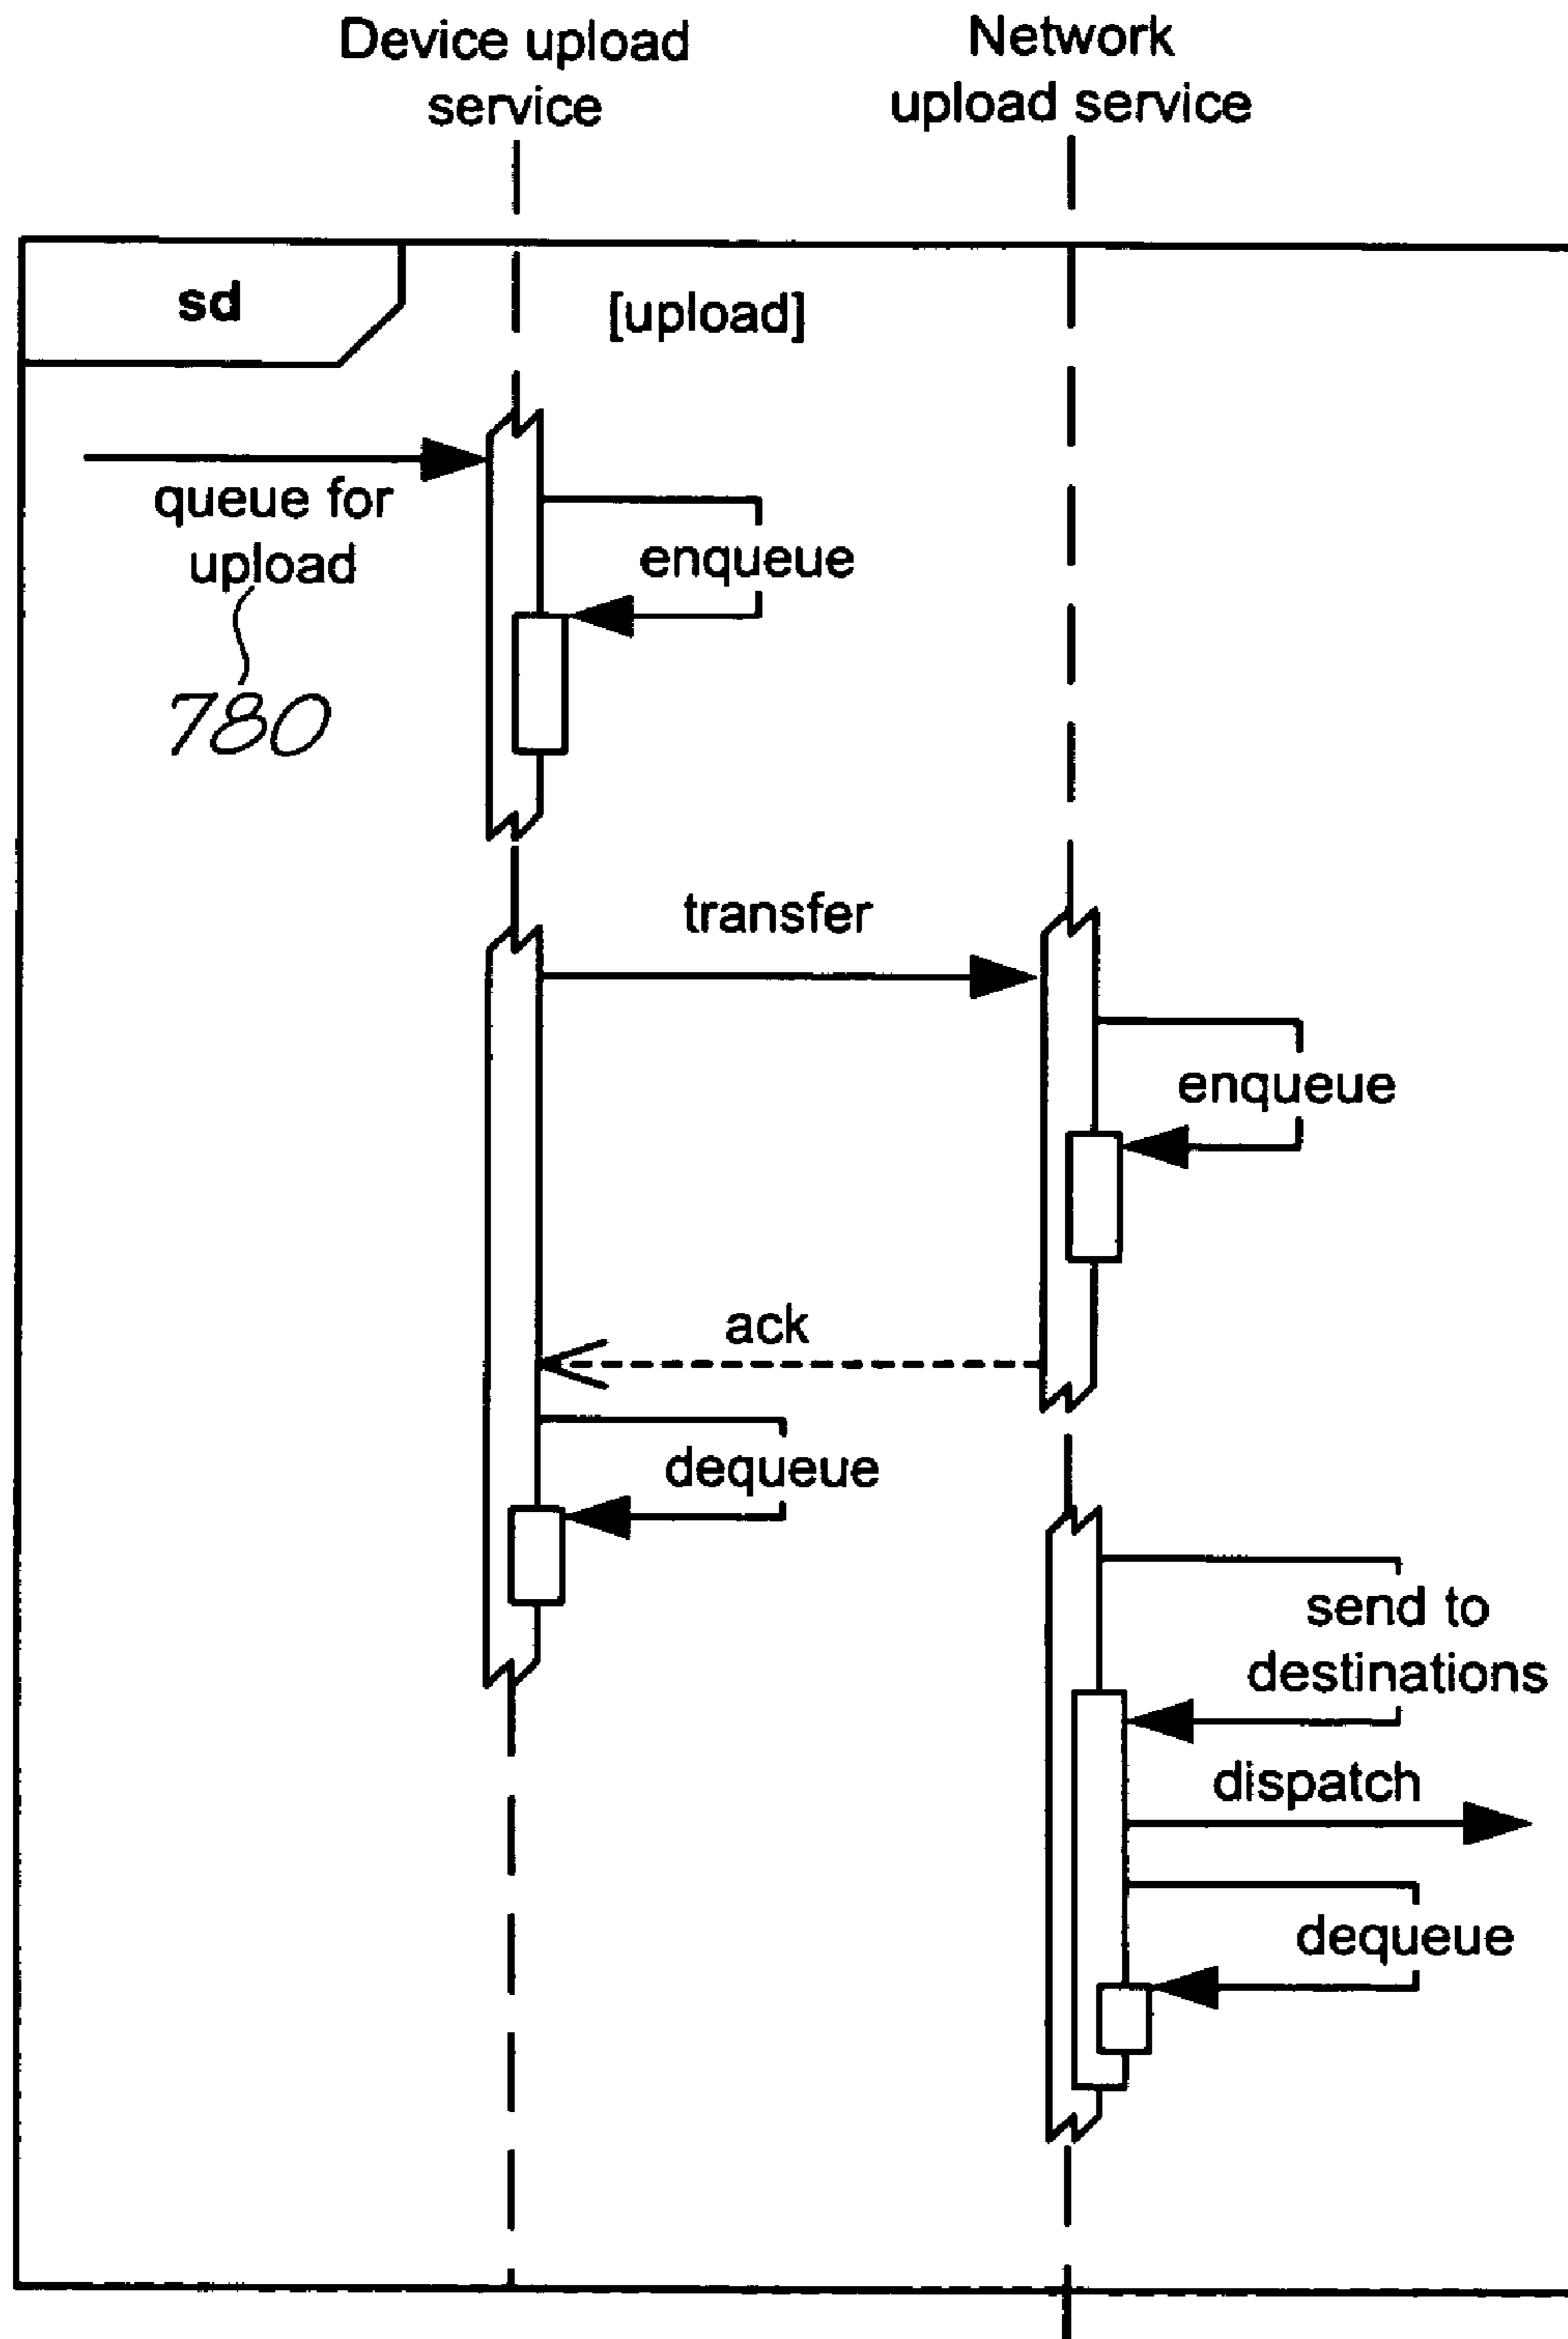 Device upload
service
Network
upload service
sd
[upload]
queue for
upload
enqueue
780
transfer
enqueue
ack
dequeue
send to
destinations
dispatch
dequeue